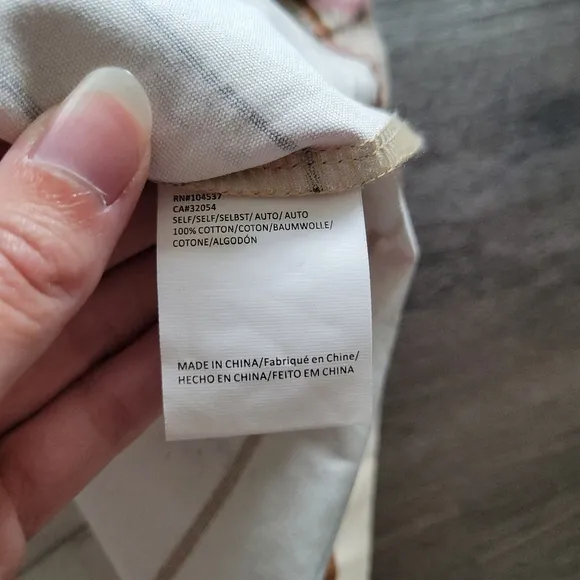 RN#104537
CA#32054
SELF/SELF/SELBST/ AUTO/ AUTO
100% COTTON/COTON/BAUMWOLLE/
COTONE/ALGODÓN
MADE IN CHINA/Fabriqué en Chine/
HECHO EN CHINA/FEITO EM CHINA